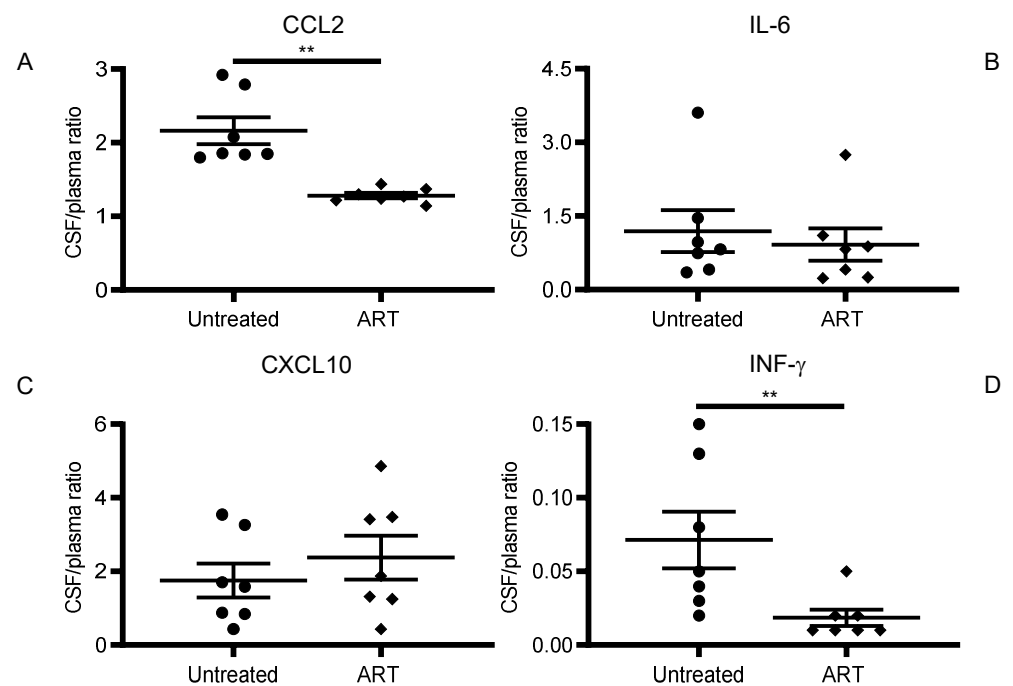 CCL2
IL-6
A
**
B
3
2
1
0
CSF/plasma ratio
Untreated
ART
4.5
3.0
1.5
0.0
CSF/plasma ratio
Untreated
ART
CXCL10
INF-γ
C
**
D
6
4
2
0
CSF/plasma ratio
Untreated
ART
0.15
0.10
0.05
0.00
CSF/plasma ratio
Untreated
ART